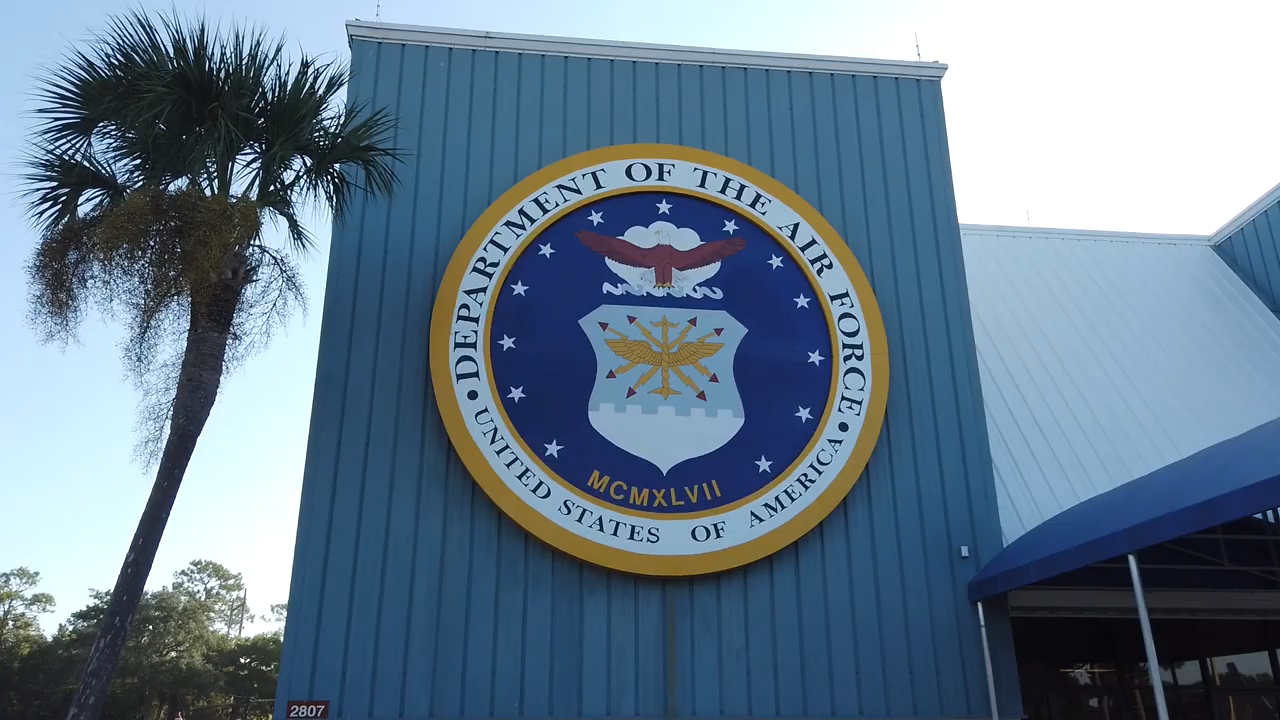 • DEPARTMENT OF THE AIR FORCE •
UNITED STATES OF AMERICA
MCMXLVII
2807